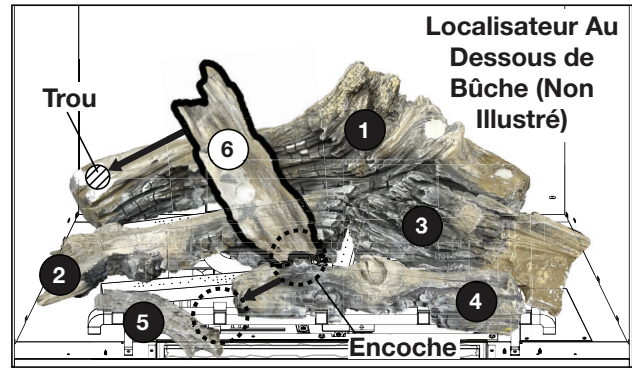 Localisateur Au
Dessous de
Bûche (Non
Illustré)
Trou
1
6
3
2
4
5
Encoche